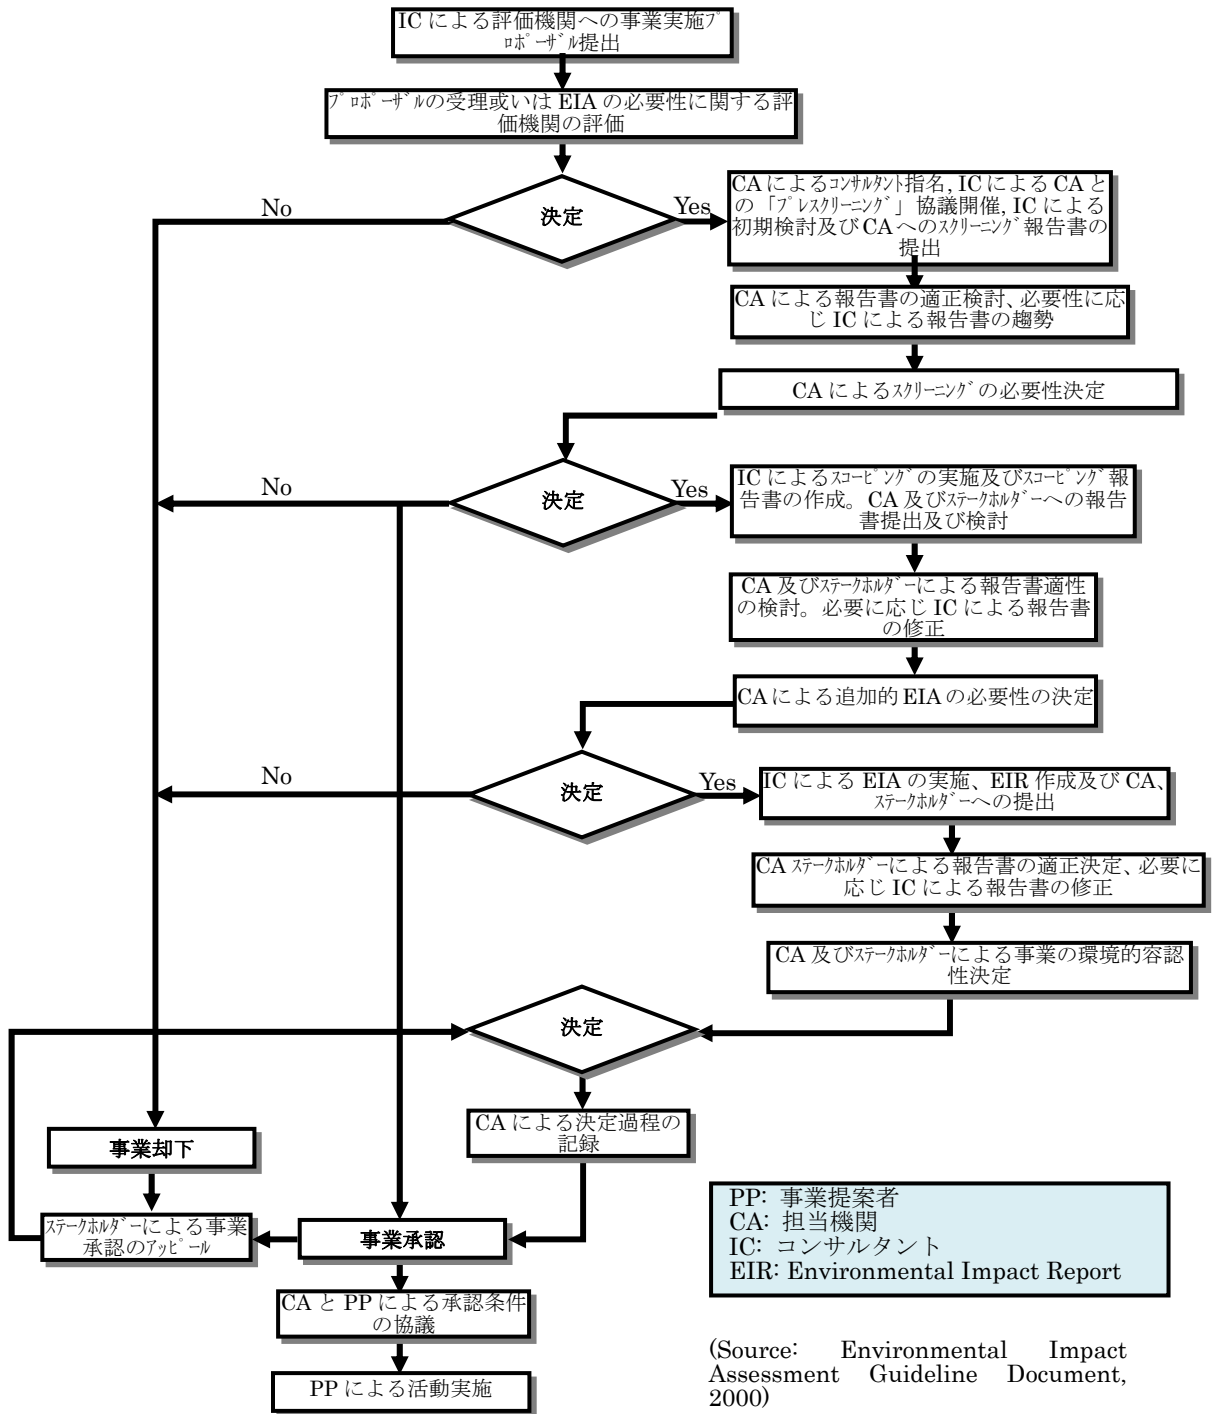 IC による評価機関への事業実施ﾌﾟ
ﾛﾎﾟｰｻﾞﾙ提出
ﾌﾟﾛﾎﾟｰｻﾞﾙの受理或いは EIA の必要性に関する評
価機関の評価
決定
No
Yes
CA によるｺﾝｻﾙﾀﾝﾄ指名, IC による CA と
の「ﾌﾟﾚｽｸﾘｰﾆﾝｸﾞ」協議開催, IC による
初期検討及び CA へのｽｸﾘｰﾆﾝｸﾞ報告書の
提出
CA による報告書の適正検討、必要性に応
じ IC による報告書の趨勢
CA によるｽｸﾘｰﾆﾝｸﾞの必要性決定
決定
No
Yes
IC によるｽｺｰﾋﾟﾝｸﾞの実施及びｽｺｰﾋﾟﾝｸﾞ報
告書の作成。CA 及びｽﾃｰｸﾎﾙﾀﾞｰへの報告
書提出及び検討
CA 及びｽﾃｰｸﾎﾙﾀﾞｰによる報告書適性
の検討。必要に応じ IC による報告書
の修正
CA による追加的 EIA の必要性の決定
決定
No
Yes
IC による EIA の実施、EIR 作成及び CA、
ｽﾃｰｸﾎﾙﾀﾞｰへの提出
CA ｽﾃｰｸﾎﾙﾀﾞｰによる報告書の適正決定、必要に
応じ IC による報告書の修正
CA 及びｽﾃｰｸﾎﾙﾀﾞｰによる事業の環境的容認
性決定
決定
CA による決定過程の
記録
事業却下
ｽﾃｰｸﾎﾙﾀﾞｰによる事業
承認のｱｯﾋﾟｰﾙ
事業承認
CA と PP による承認条件
の協議
PP による活動実施
PP: 事業提案者
CA: 担当機関
IC: コンサルタント
EIR: Environmental Impact Report
(Source: Environmental Impact
Assessment Guideline Document,
2000)